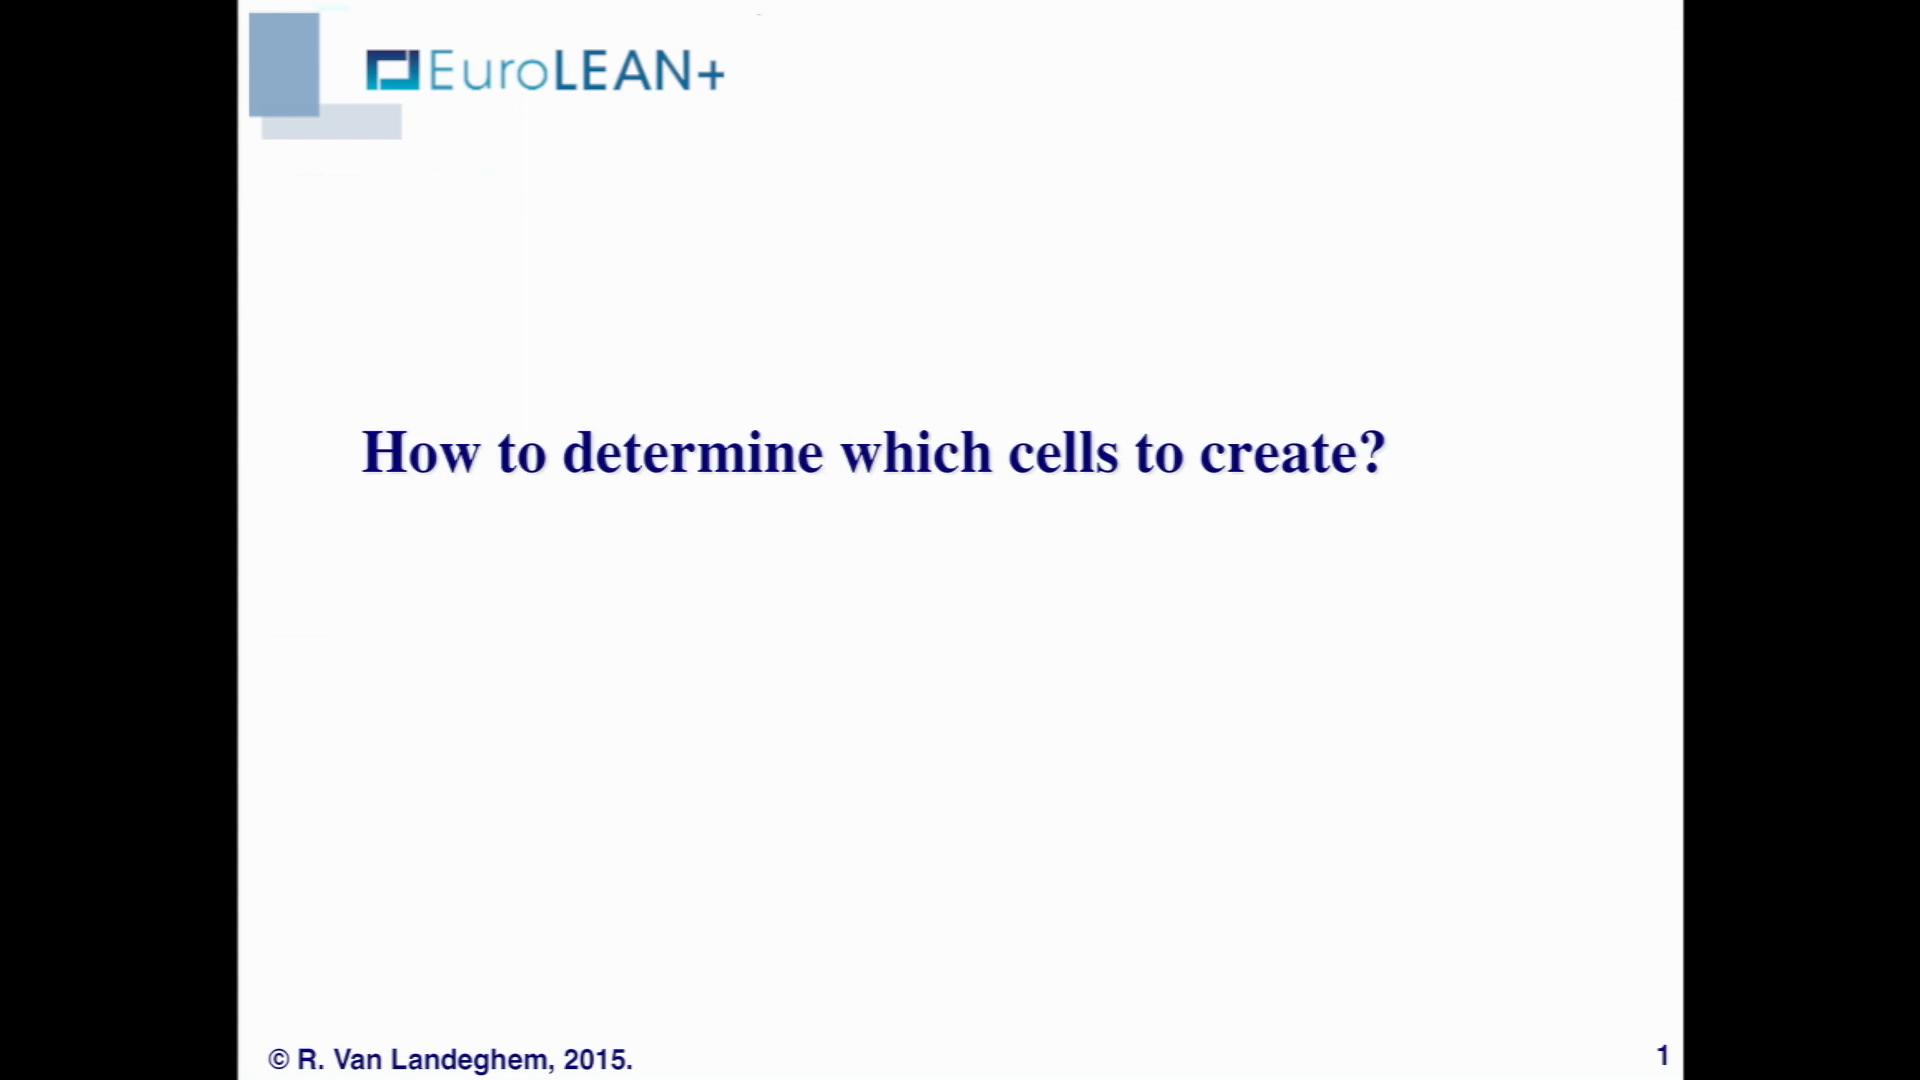 EuroLEAN+
How to determine which cells to create?
© R. Van Landeghem, 2015.
1